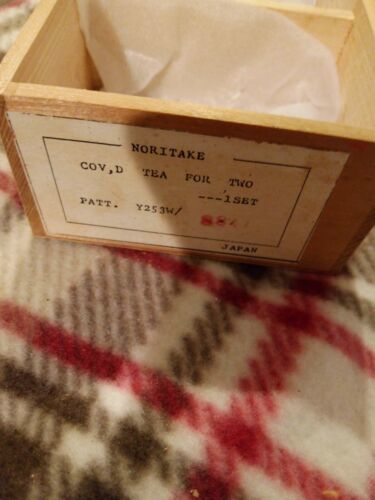 NORITAKE
COV,D TEA FOR TWO
---1SET
PATT. Y253W/
JAPAN